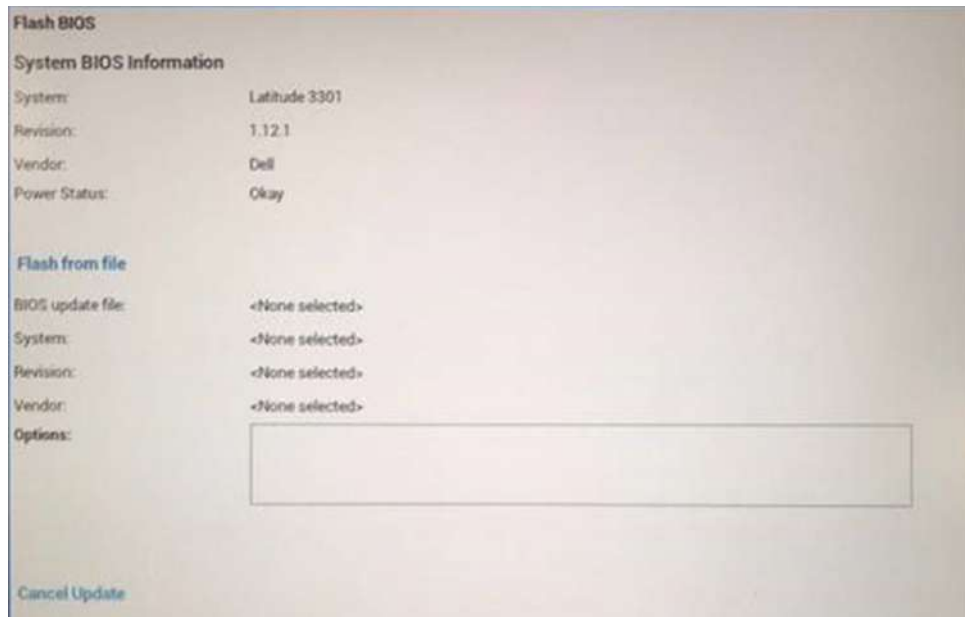 Flash BIOS
System BIOS Information
System: Latitude 3301
Revision: 1.12.1
Vendor: Dell
Power Status: Okay
Flash from file
BIOS update file: <None selected>
System: <None selected>
Revision: <None selected>
Vendor: <None selected>
Options:
Cancel Update